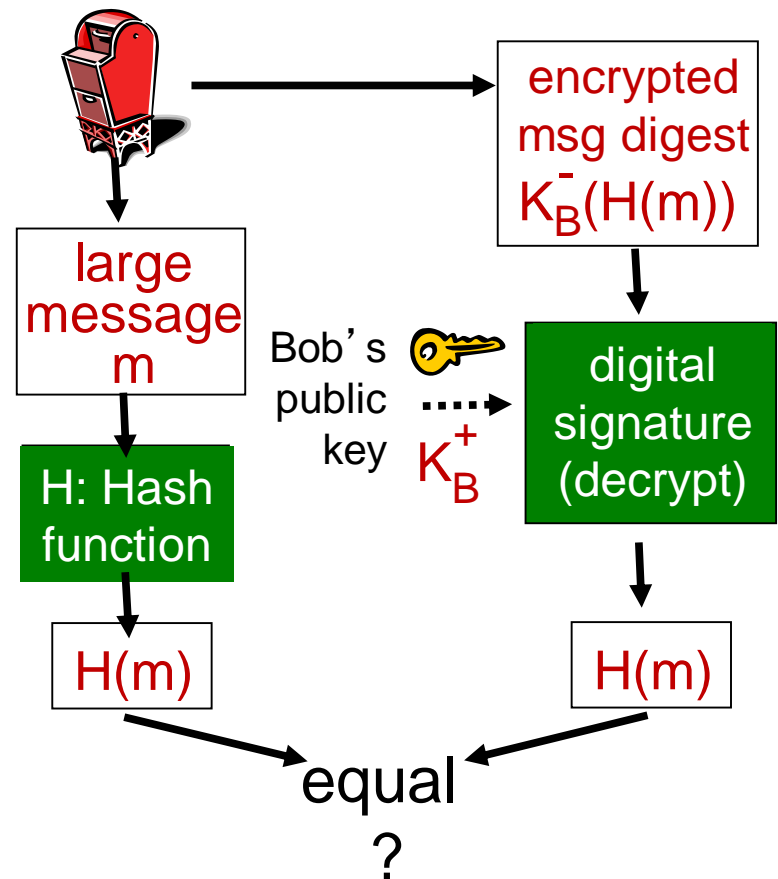 encrypted
msg digest
K_B^-(H(m))
large
message
m
Bob's
public
key
K_B^+
digital
signature
(decrypt)
H: Hash
function
H(m)
H(m)
equal
?